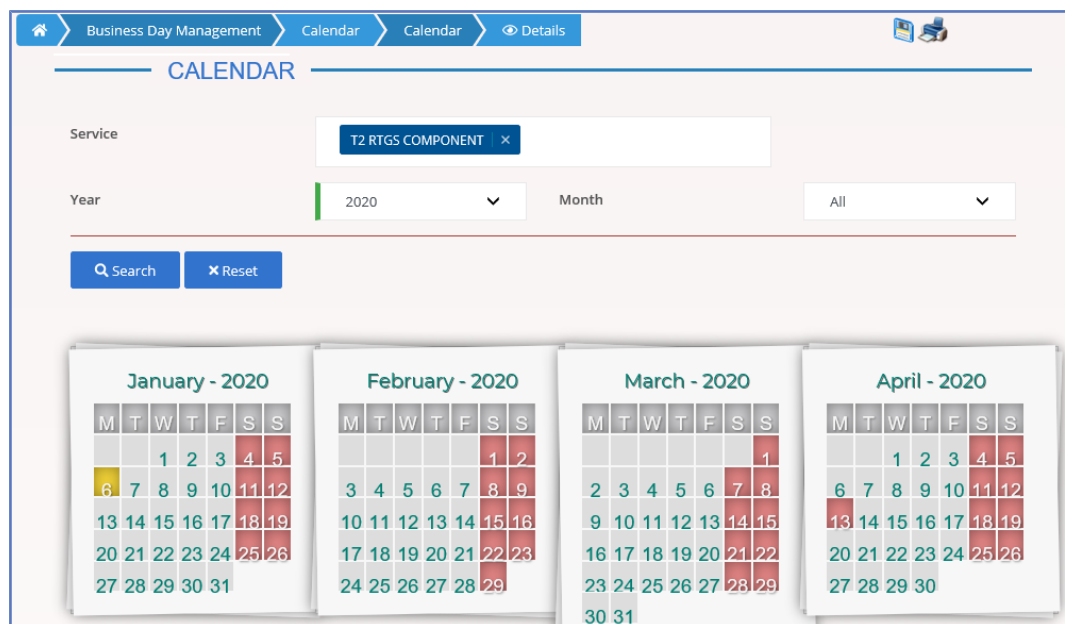 Business Day Management Calendar Calendar Details
CALENDAR
Service T2 RTGS COMPONENT ×
Year 2020 Month All
Search Reset
January - 2020
M T W T F S S
1 2 3 4 5
6 7 8 9 10 11 12
13 14 15 16 17 18 19
20 21 22 23 24 25 26
27 28 29 30 31
February - 2020
M T W T F S S
1 2
3 4 5 6 7 8 9
10 11 12 13 14 15 16
17 18 19 20 21 22 23
24 25 26 27 28 29
March - 2020
M T W T F S S
1
2 3 4 5 6 7 8
9 10 11 12 13 14 15
16 17 18 19 20 21 22
23 24 25 26 27 28 29
30 31
April - 2020
M T W T F S S
1 2 3 4 5
6 7 8 9 10 11 12
13 14 15 16 17 18 19
20 21 22 23 24 25 26
27 28 29 30